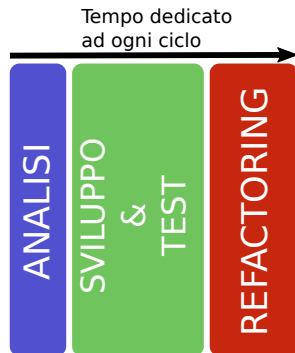 Tempo dedicato
ad ogni ciclo
ANALISI
SVILUPPO
&
TEST
REFACTORING